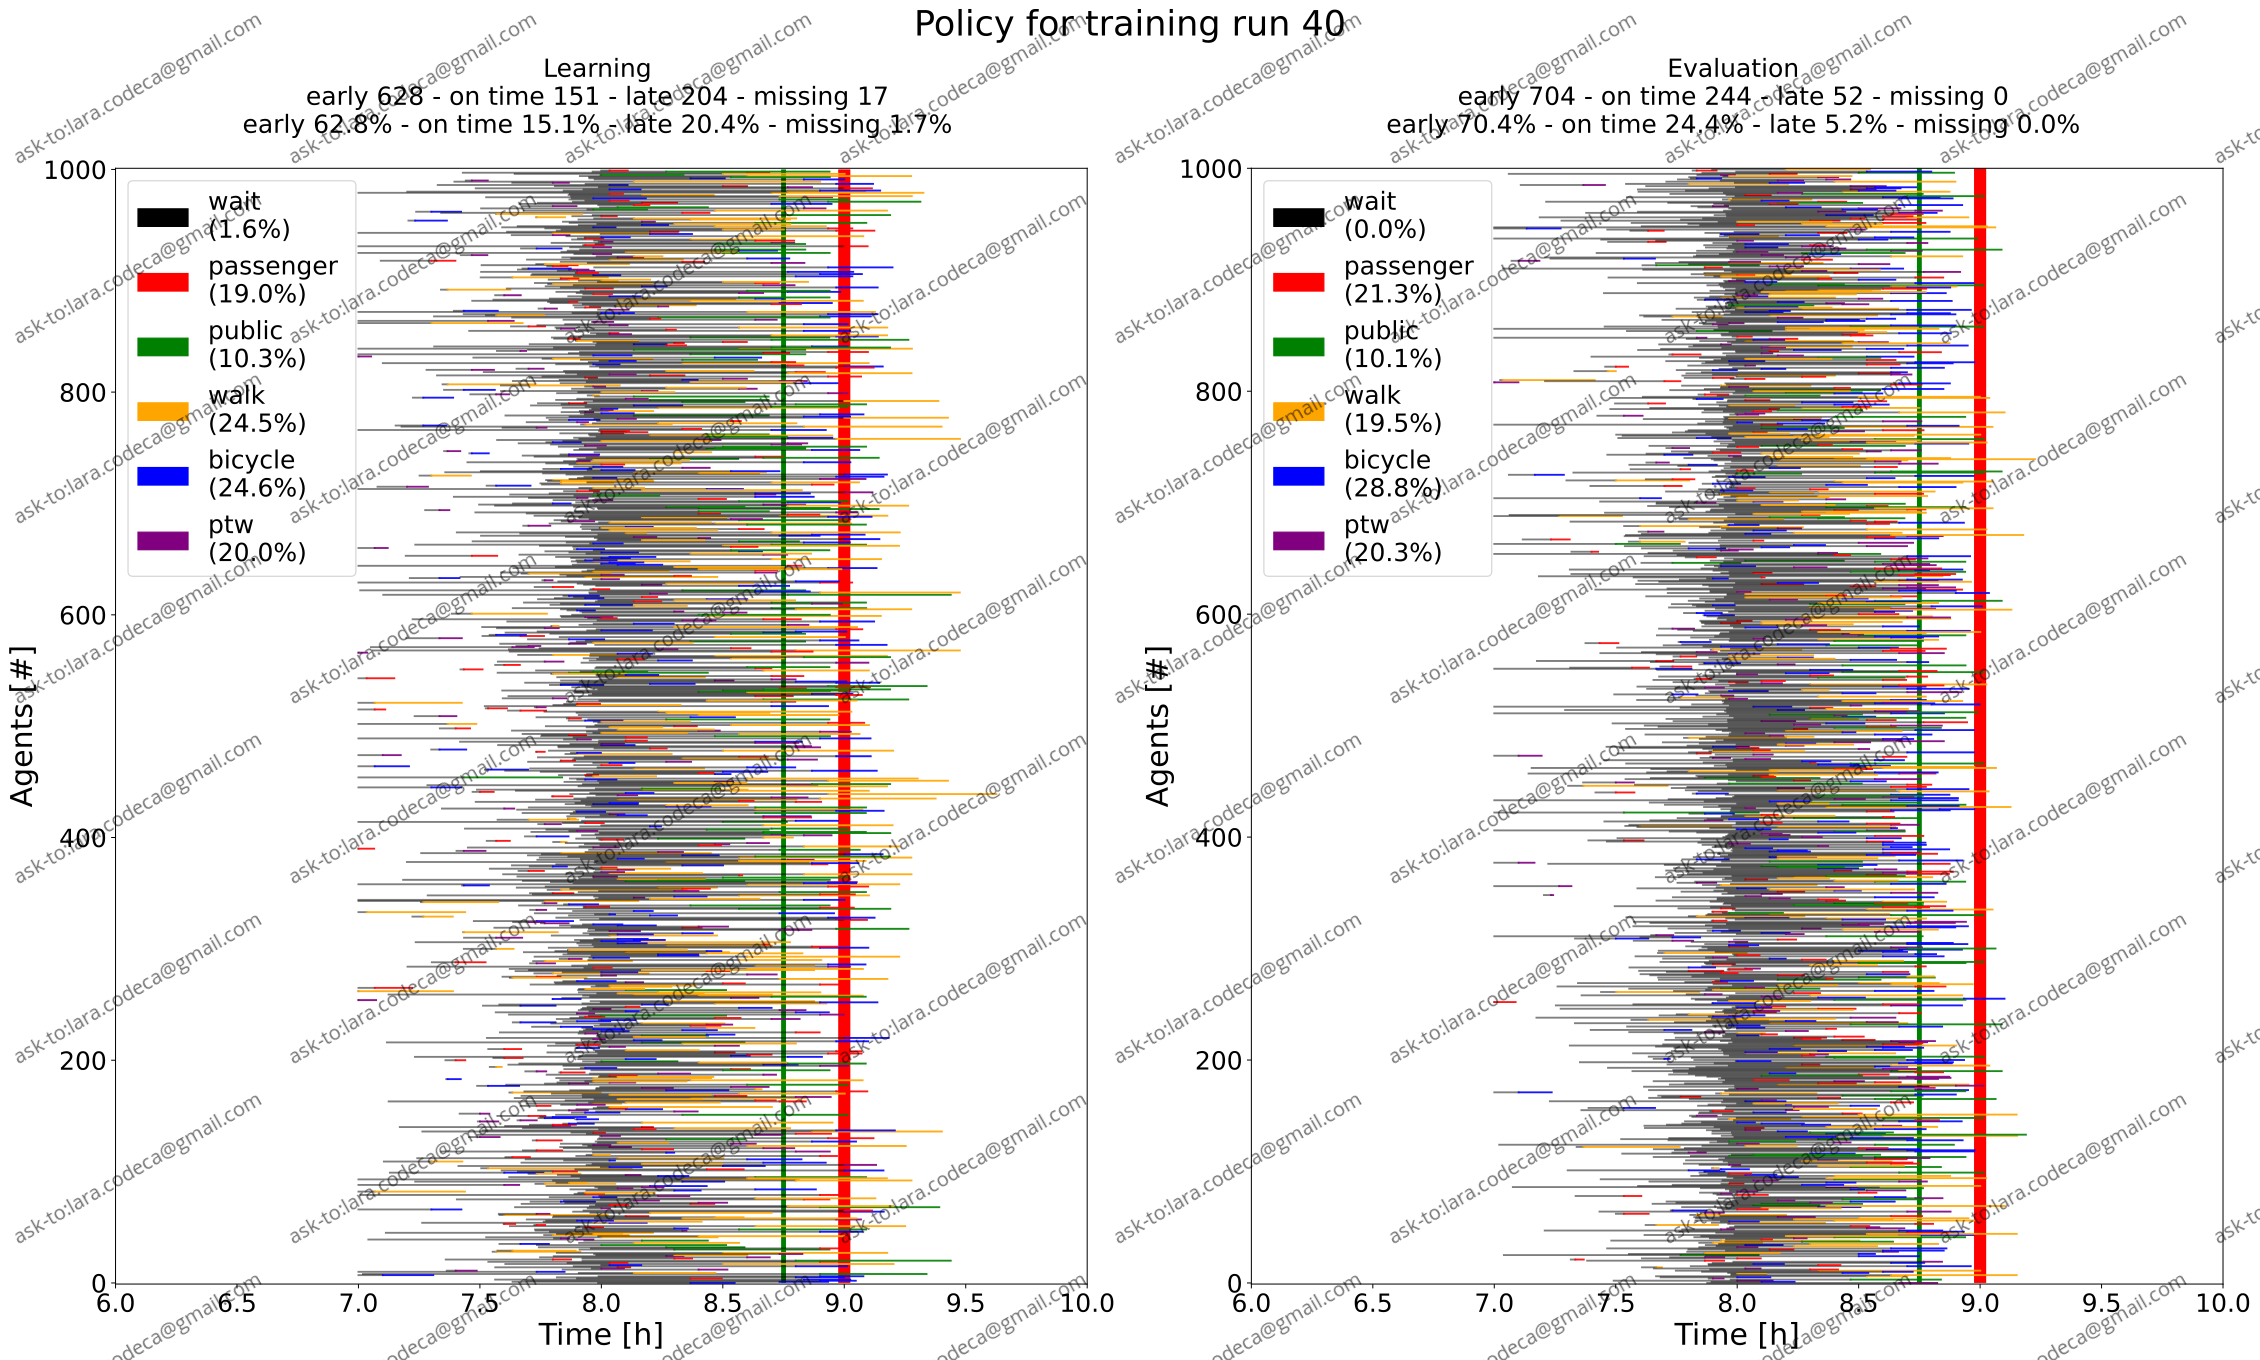 Policy for training run 40
Learning
early 628 - on time 151 - late 204 - missing 17
early 62.8% - on time 15.1% - late 20.4% - missing 1.7%
Evaluation
early 704 - on time 244 - late 52 - missing 0
early 70.4% - on time 24.4% - late 5.2% - missing 0.0%
1000
800
600
400
200
0
Agents [#]
wait
(1.6%)
passenger
(19.0%)
public
(10.3%)
walk
(24.5%)
bicycle
(24.6%)
ptw
(20.0%)
6.0 6.5 7.0 7.5 8.0 8.5 9.0 9.5 10.0
Time [h]
1000
800
600
400
200
0
Agents [#]
wait
(0.0%)
passenger
(21.3%)
public
(10.1%)
walk
(19.5%)
bicycle
(28.8%)
ptw
(20.3%)
6.0 6.5 7.0 7.5 8.0 8.5 9.0 9.5 10.0
Time [h]
ask-to:lara.codeca@gmail.com